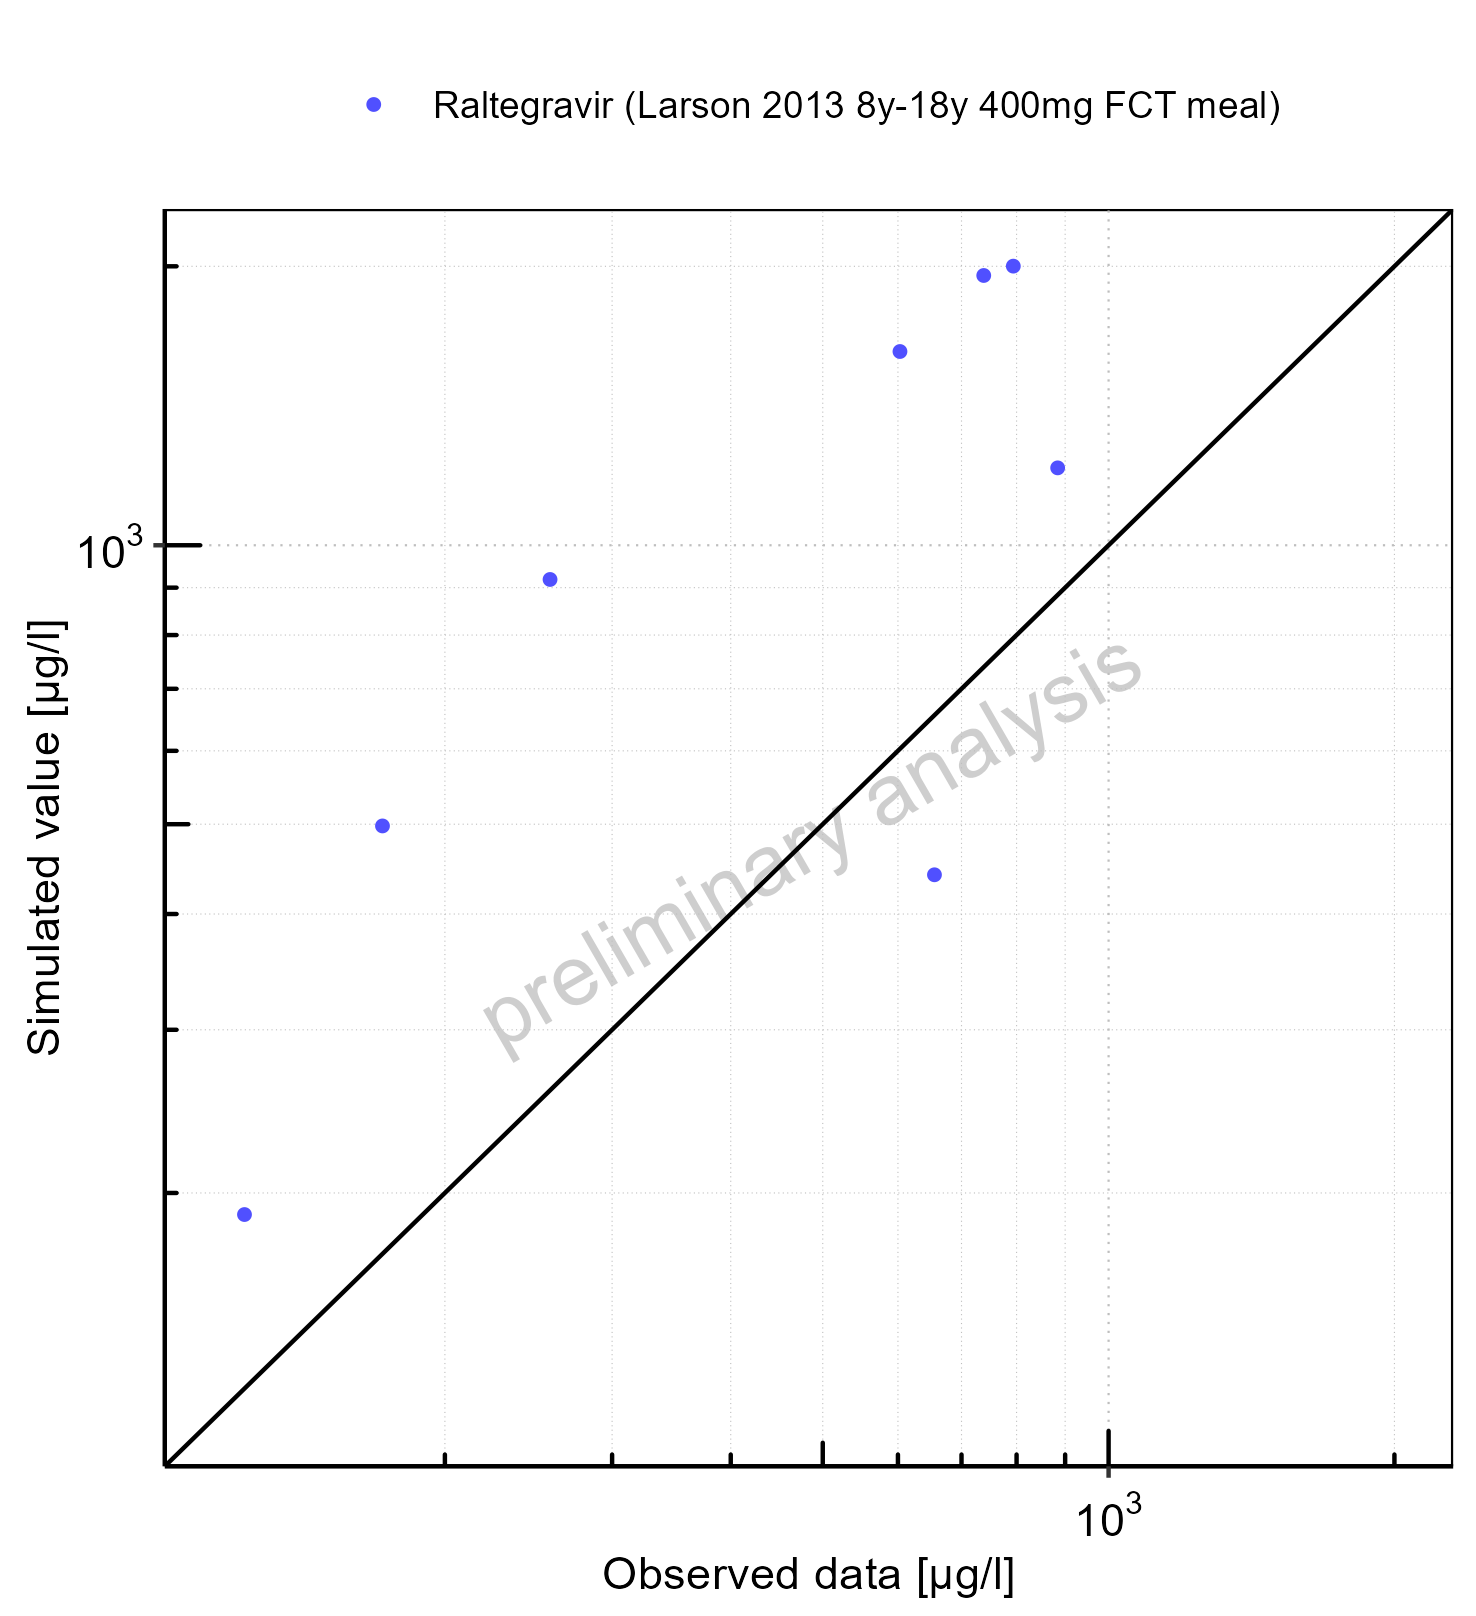 Raltegravir (Larson 2013 8y-18y 400mg FCT meal)
10³
Simulated value [µg/l]
preliminary analysis
10³
Observed data [µg/l]